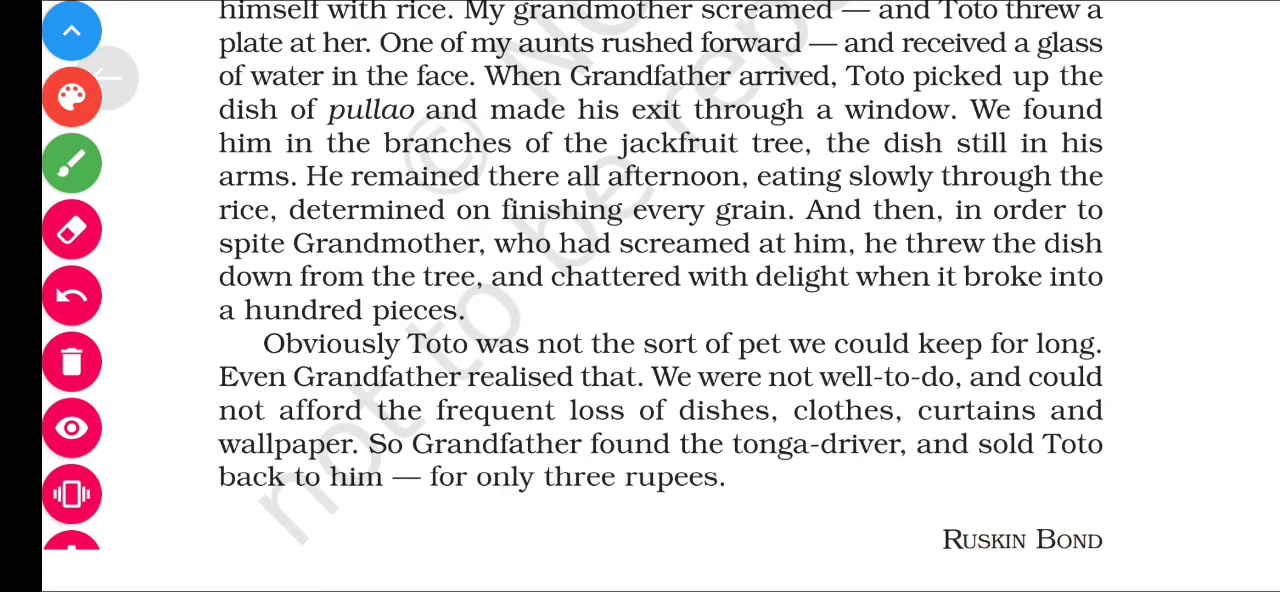 himself with rice. My grandmother screamed — and Toto threw a
plate at her. One of my aunts rushed forward — and received a glass
of water in the face. When Grandfather arrived, Toto picked up the
dish of pullao and made his exit through a window. We found
him in the branches of the jackfruit tree, the dish still in his
arms. He remained there all afternoon, eating slowly through the
rice, determined on finishing every grain. And then, in order to
spite Grandmother, who had screamed at him, he threw the dish
down from the tree, and chattered with delight when it broke into
a hundred pieces.
Obviously Toto was not the sort of pet we could keep for long.
Even Grandfather realised that. We were not well-to-do, and could
not afford the frequent loss of dishes, clothes, curtains and
wallpaper. So Grandfather found the tonga-driver, and sold Toto
back to him — for only three rupees.
RUSKIN BOND
not to be rep